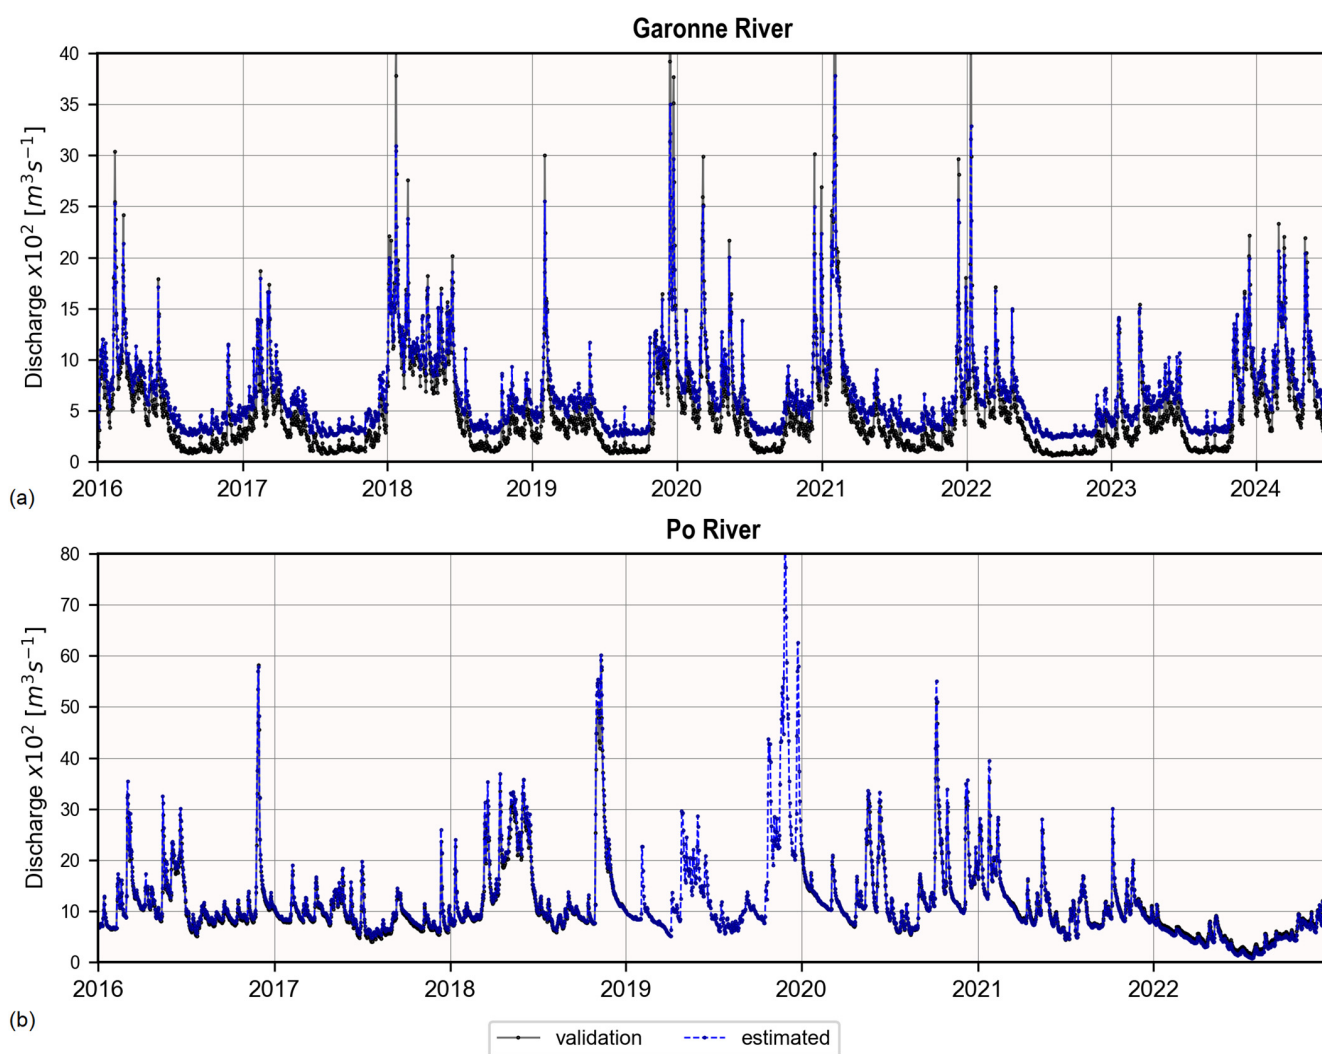 Garonne River
Discharge x10² [m³s⁻¹]
40
35
30
25
20
15
10
5
0
2016 2017 2018 2019 2020 2021 2022 2023 2024
(a)
Po River
Discharge x10² [m³s⁻¹]
80
70
60
50
40
30
20
10
0
2016 2017 2018 2019 2020 2021 2022
(b)
validation estimated